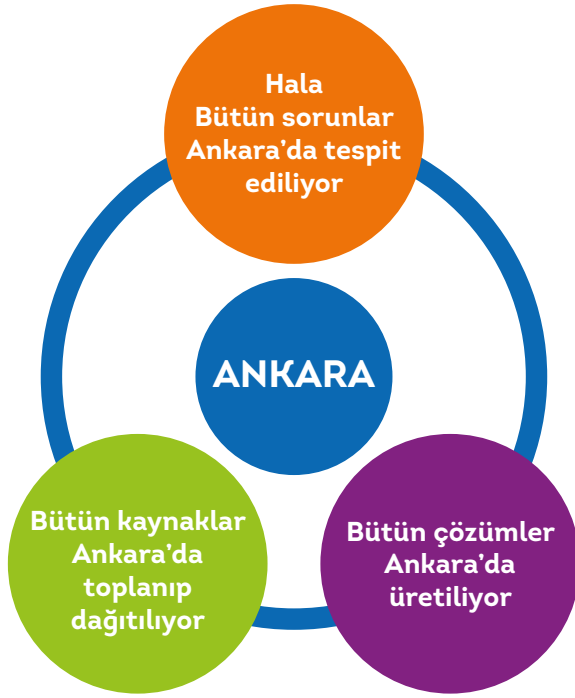 Hala
Bütün sorunlar
Ankara’da tespit
ediliyor
ANKARA
Bütün kaynaklar
Ankara’da
toplanıp
dağıtılıyor
Bütün çözümler
Ankara’da
üretiliyor